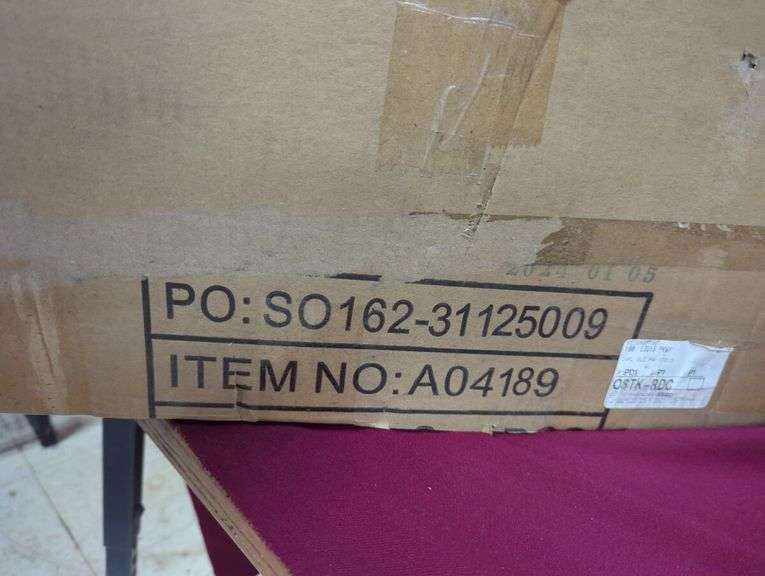 2024 01 05
PO: SO162-31125009
ITEM NO: A04189
OSTK-RDC